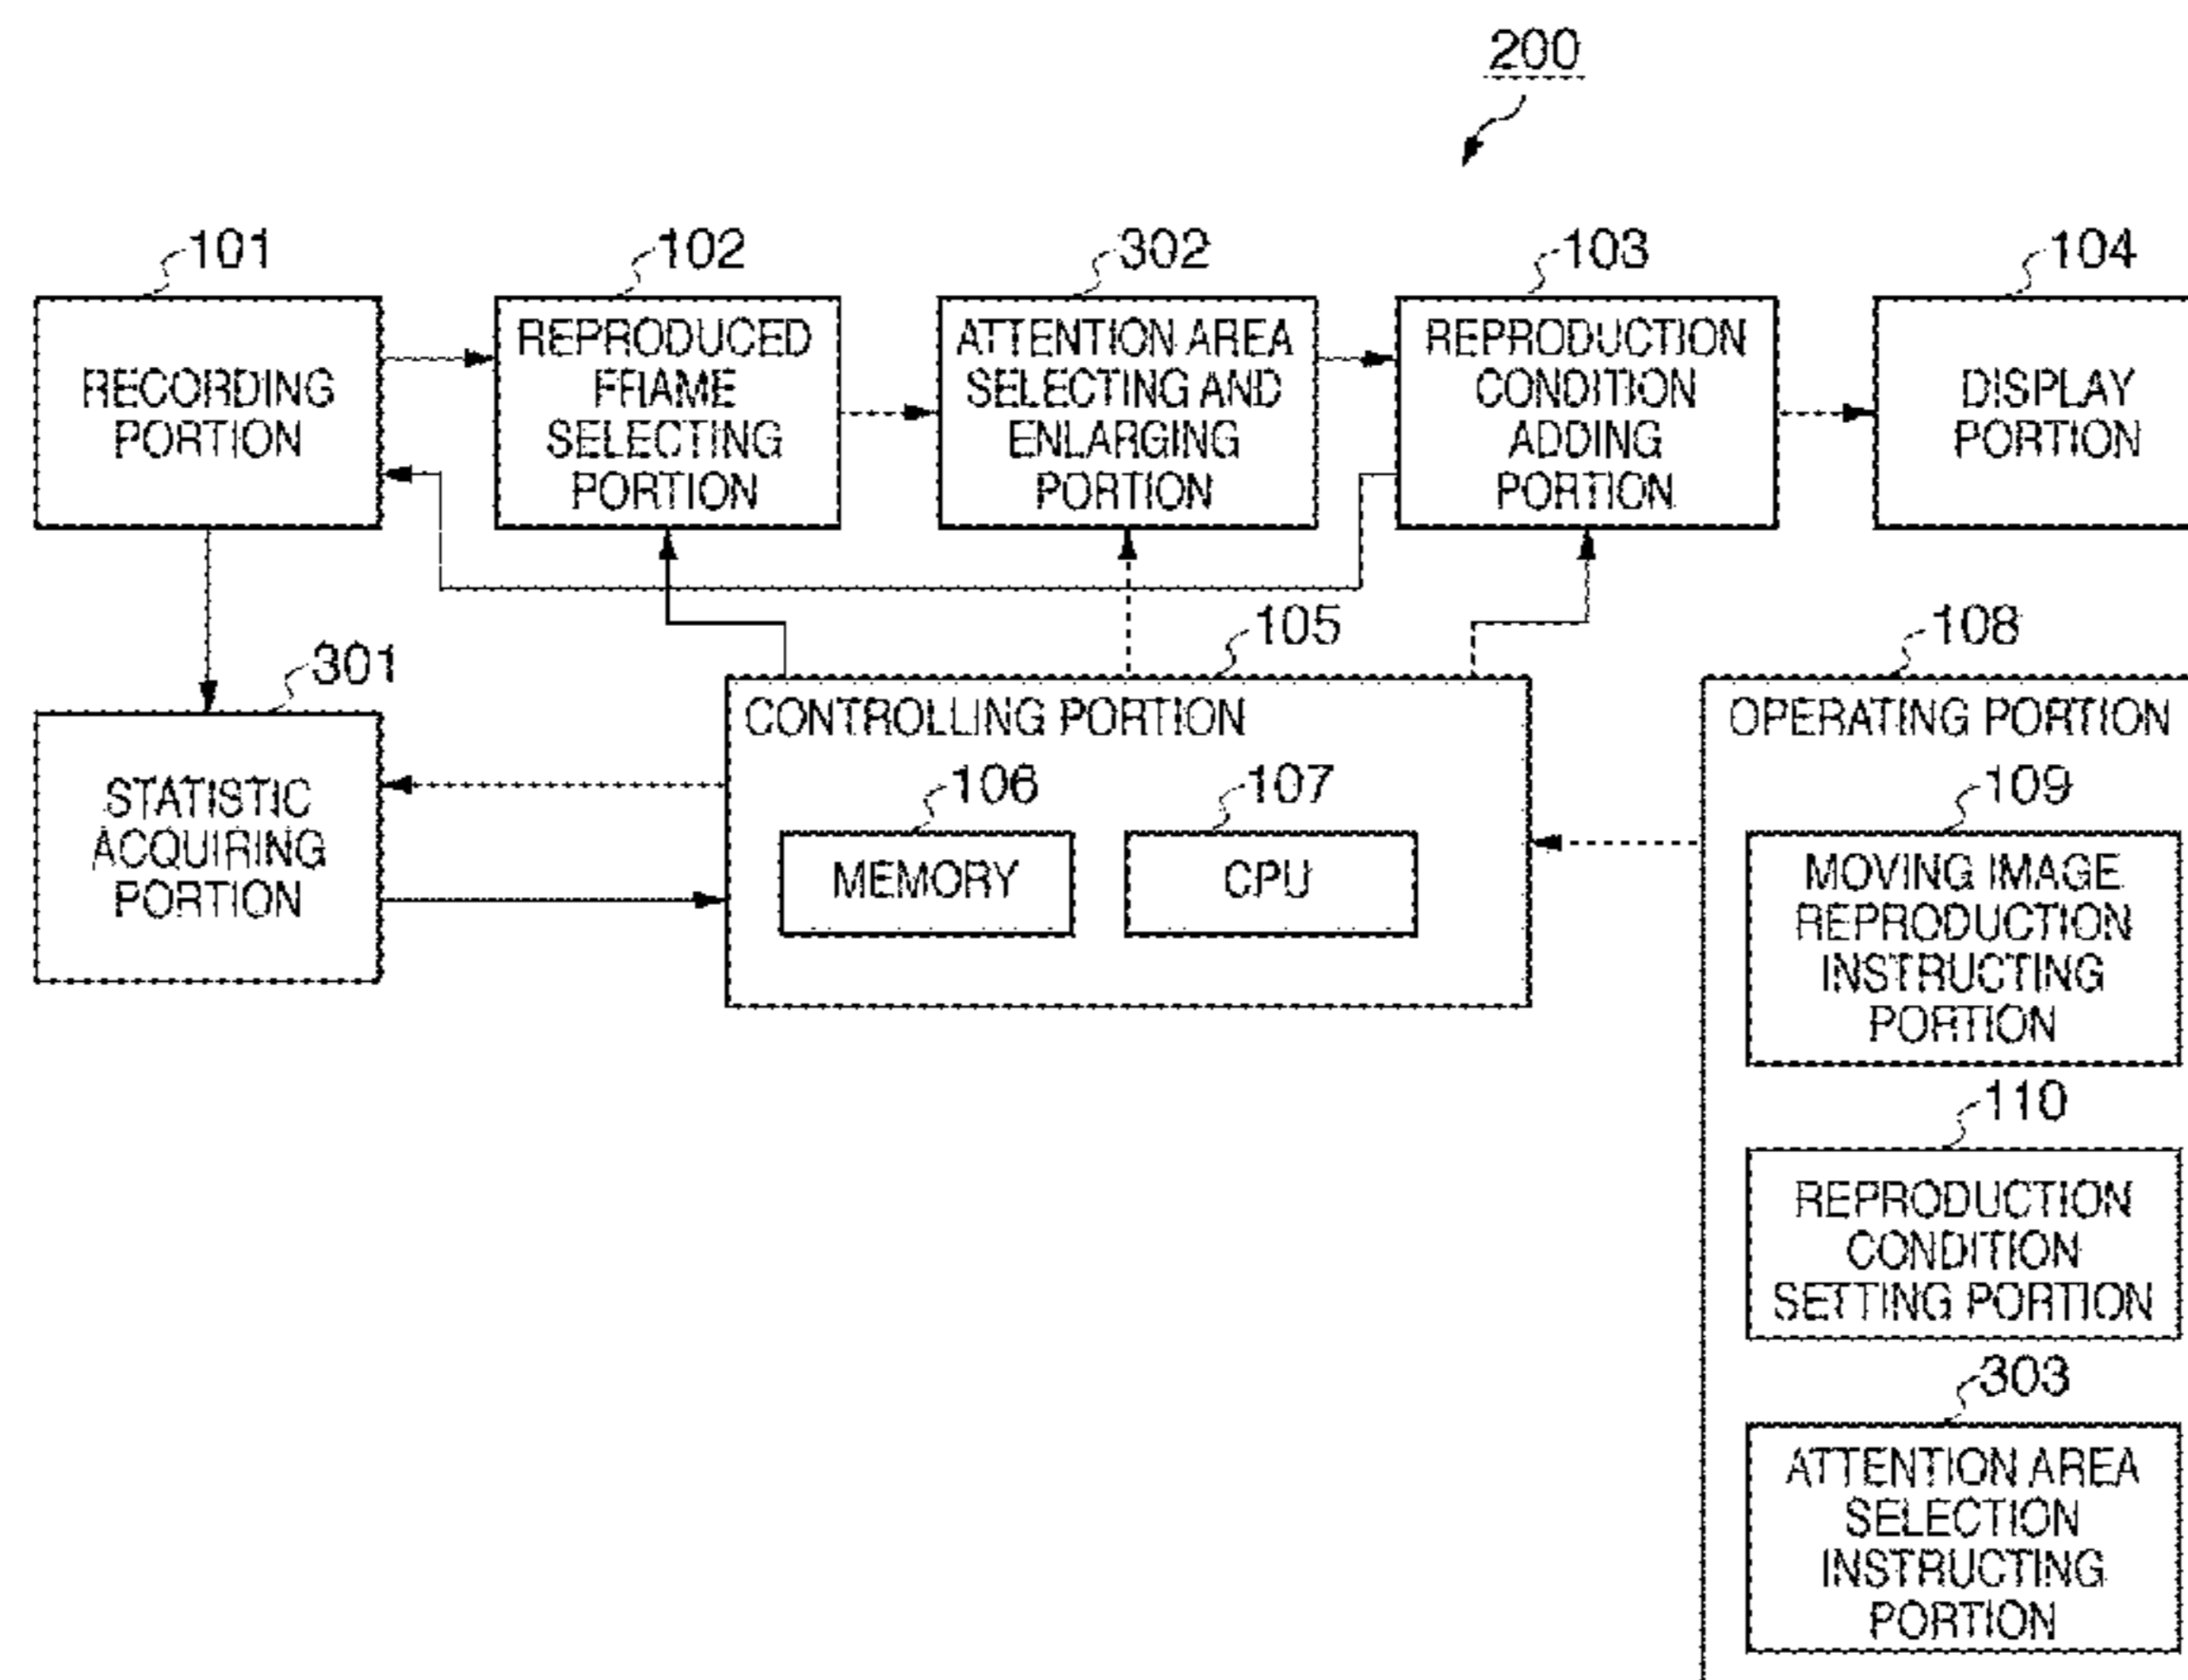 200
101
102
302
103
104
RECORDING
PORTION
REPRODUCED
FRAME
SELECTING
PORTION
ATTENTION AREA
SELECTING AND
ENLARGING
PORTION
REPRODUCTION
CONDITION
ADDING
PORTION
DISPLAY
PORTION
301
STATISTIC
ACQUIRING
PORTION
105
CONTROLLING PORTION
106
MEMORY
107
CPU
108
OPERATING PORTION
109
MOVING IMAGE
REPRODUCTION
INSTRUCTING
PORTION
110
REPRODUCTION
CONDITION
SETTING PORTION
303
ATTENTION AREA
SELECTION
INSTRUCTING
PORTION